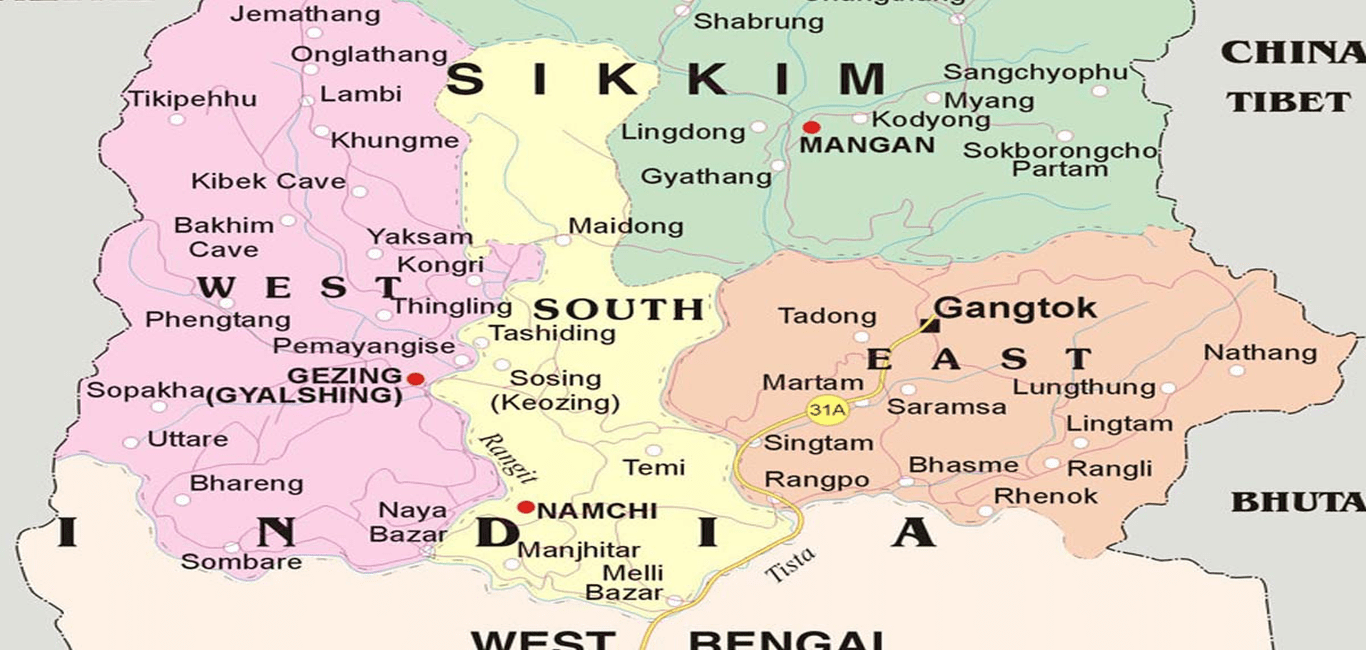 Jemathang
Shabrung
Onglathang
CHINA
SIKKIM
Sangchyophu
Tikipehhu
Lambi
Myang
TIBET
Kodyong
Lingdong
Khungme
MANGAN
Sokborongcho
Partam
Kibek Cave
Gyathang
Bakhim
Cave
Maidong
Yaksam
Kongri
WEST
Thingling
SOUTH
Gangtok
Phengtang
Tadong
Tashiding
Pemayangise
EAST
Nathang
GEZING
(GYALSHING)
Sosing
(Keozing)
Martam
Lungthung
Sopakha
31A
Saramsa
Lingtam
Uttare
Singtam
Rangit
Temi
Bhasme
Rangli
Bhareng
Rangpo
Rhenok
Naya
Bazar
NAMCHI
BHUTA
INDIA
Manjhitar
Sombare
Tista
Melli
Bazar
WEST BENGAL